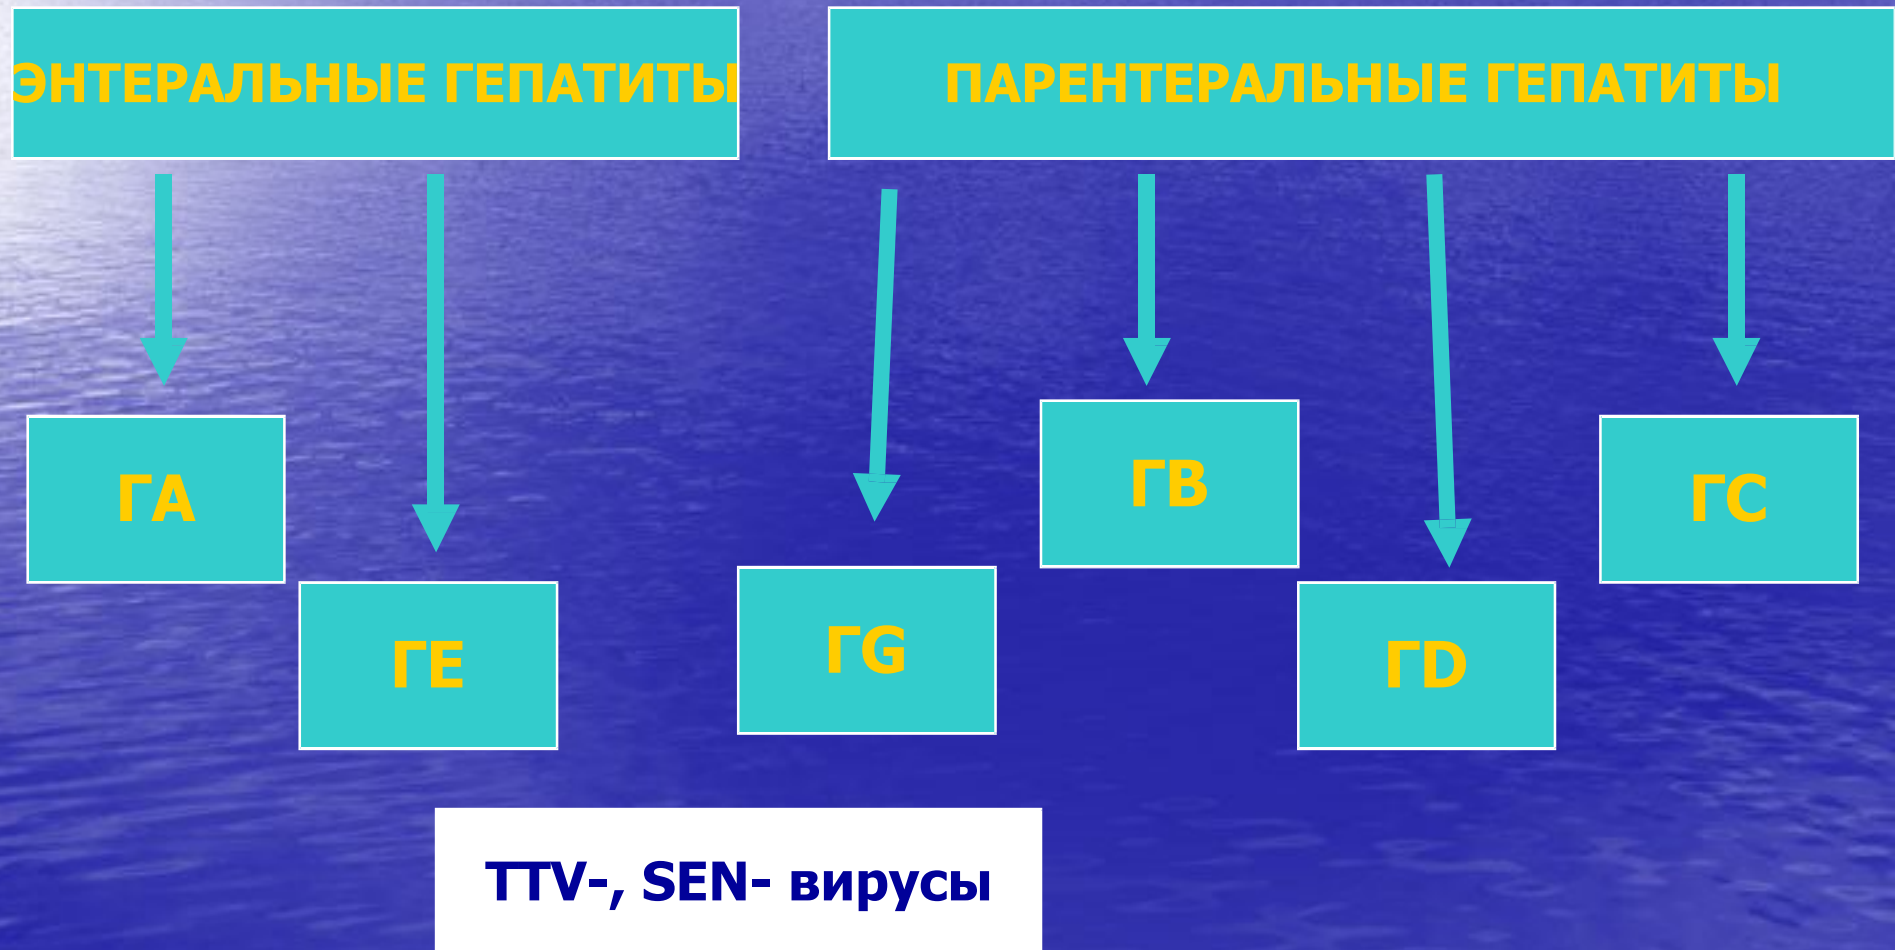 ЭНТЕРАЛЬНЫЕ ГЕПАТИТЫ
ПАРЕНТЕРАЛЬНЫЕ ГЕПАТИТЫ
ГА
ГЕ
ГG
ГВ
ГD
ГС
TTV-, SEN- вирусы